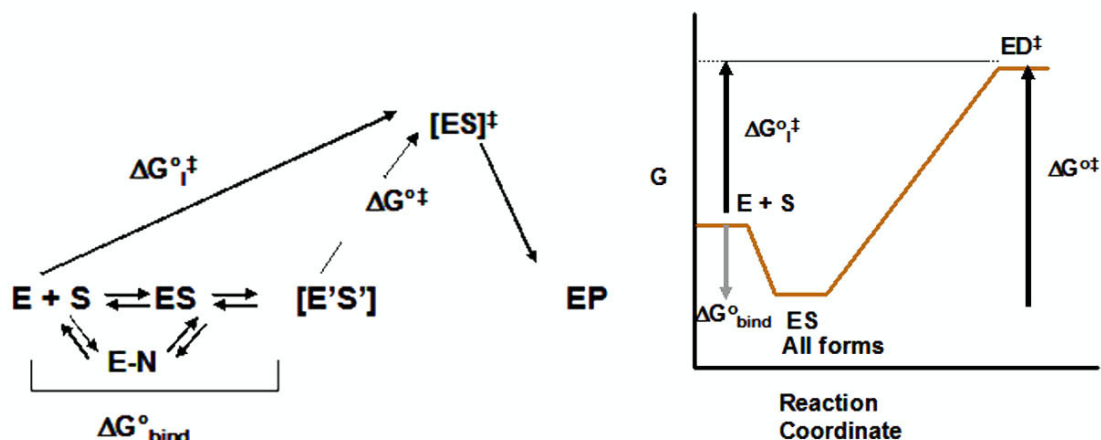 [ES]‡
ΔG°I‡
ΔG°‡
E + S ES [E'S'] EP
E-N
ΔG°bind
ED‡
ΔG°I‡
ΔG°‡
G
E + S
ΔG°bind
ES
All forms
Reaction
Coordinate